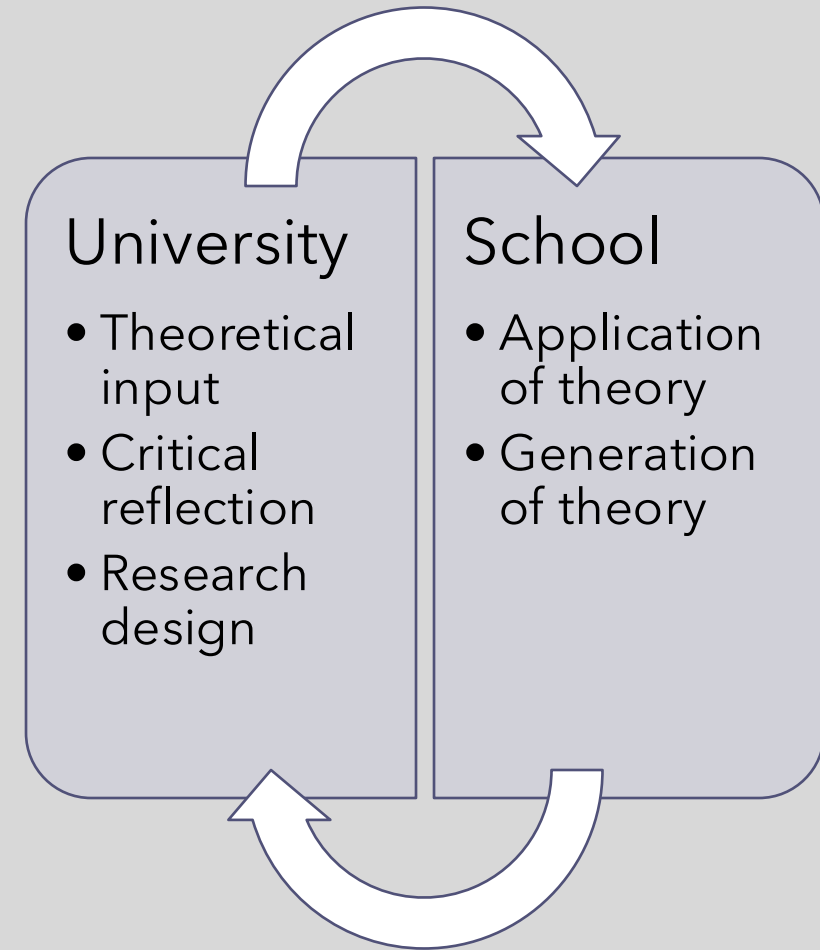 University
• Theoretical
input
• Critical
reflection
• Research
design
School
• Application
of theory
• Generation
of theory